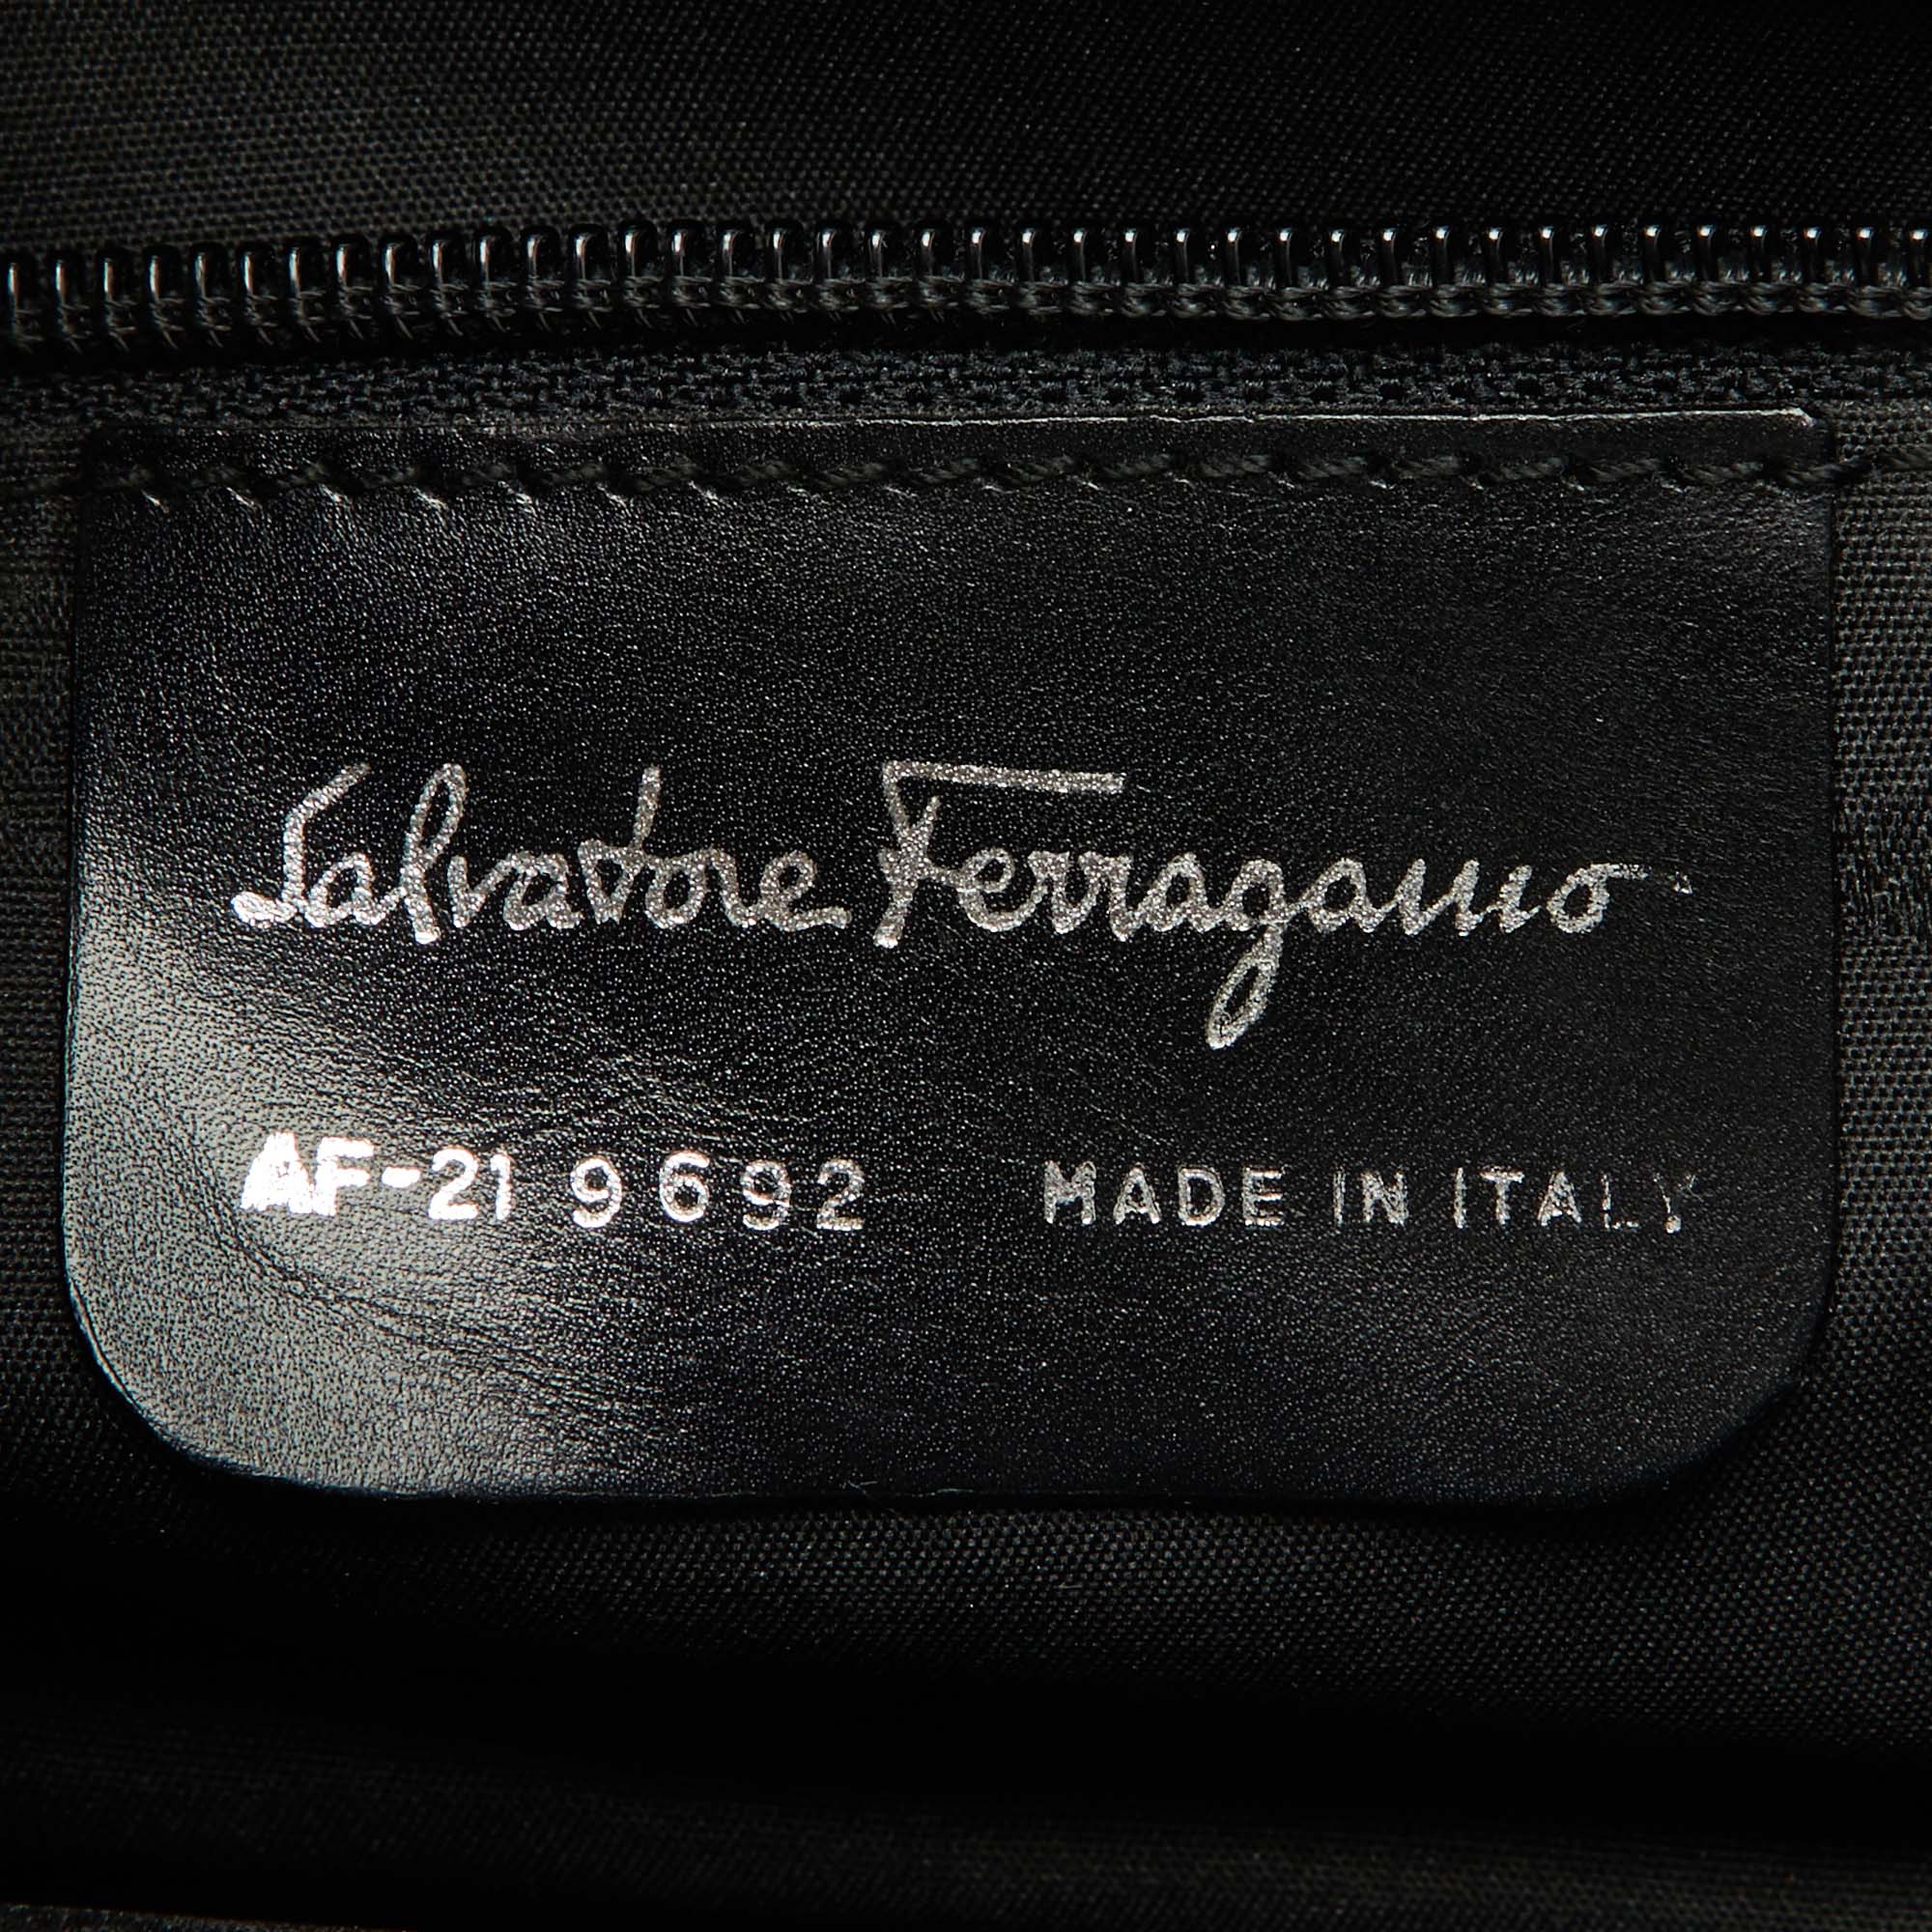 Salvatore Ferragamo
AF-21 9692 MADE IN ITALY